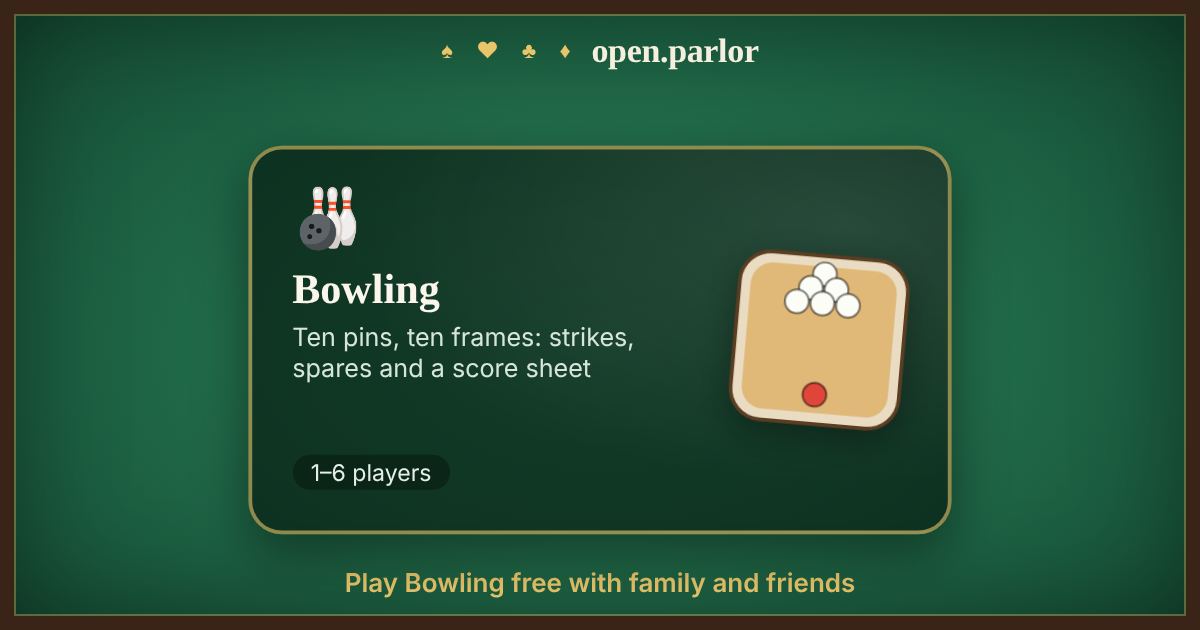 ♠ ♥ ♣ ♦ open.parlor
Bowling
Ten pins, ten frames: strikes,
spares and a score sheet
1–6 players
Play Bowling free with family and friends